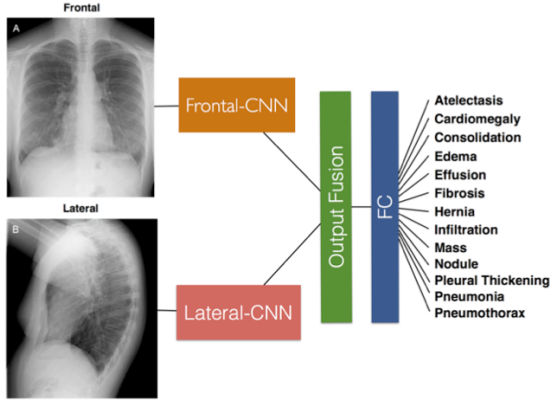 Frontal
A
Frontal-CNN
Lateral
B
Lateral-CNN
Output Fusion
FC
Atelectasis
Cardiomegaly
Consolidation
Edema
Effusion
Fibrosis
Hernia
Infiltration
Mass
Nodule
Pleural Thickening
Pneumonia
Pneumothorax